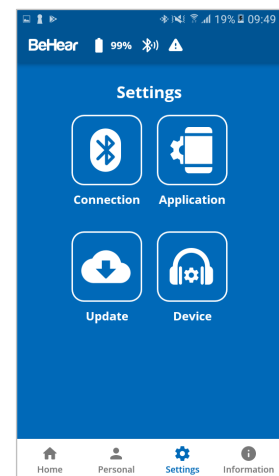 19% 09:49
BeHear 99%
Settings
Connection Application
Update Device
Home Personal Settings Information